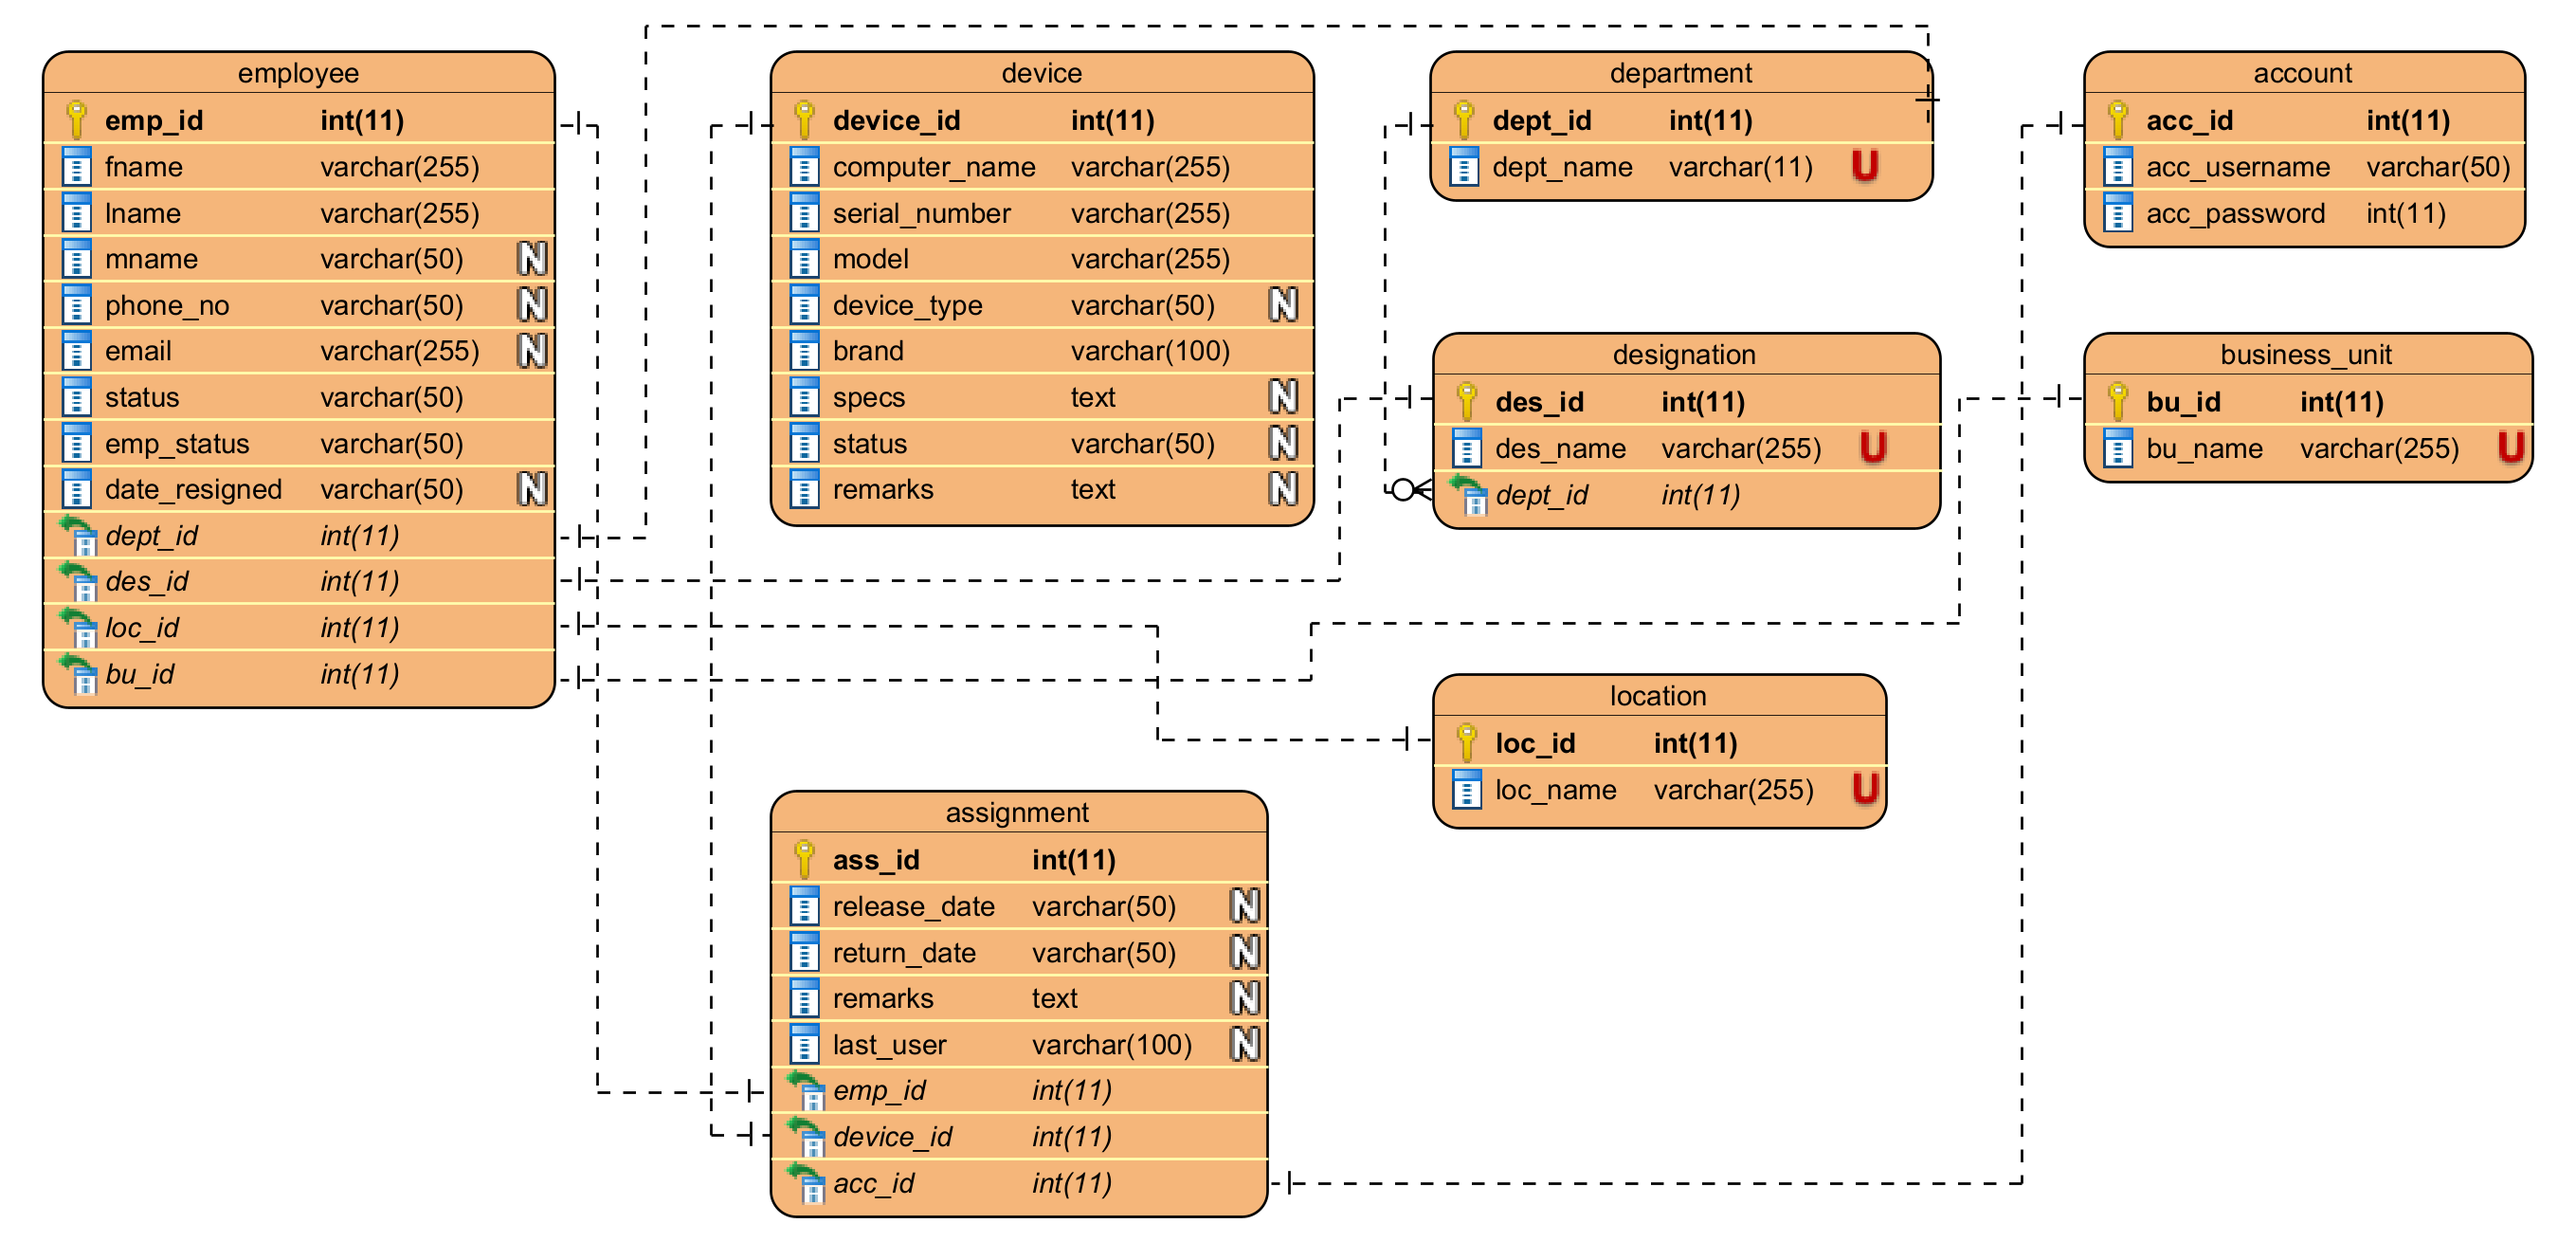 employee
emp_id int(11)
fname varchar(255)
lname varchar(255)
mname varchar(50) N
phone_no varchar(50) N
email varchar(255) N
status varchar(50)
emp_status varchar(50)
date_resigned varchar(50) N
dept_id int(11)
des_id int(11)
loc_id int(11)
bu_id int(11)
device
device_id int(11)
computer_name varchar(255)
serial_number varchar(255)
model varchar(255)
device_type varchar(50) N
brand varchar(100)
specs text N
status varchar(50) N
remarks text N
department
dept_id int(11)
dept_name varchar(11) U
account
acc_id int(11)
acc_username varchar(50)
acc_password int(11)
designation
des_id int(11)
des_name varchar(255) U
dept_id int(11)
business_unit
bu_id int(11)
bu_name varchar(255) U
location
loc_id int(11)
loc_name varchar(255) U
assignment
ass_id int(11)
release_date varchar(50) N
return_date varchar(50) N
remarks text N
last_user varchar(100) N
emp_id int(11)
device_id int(11)
acc_id int(11)